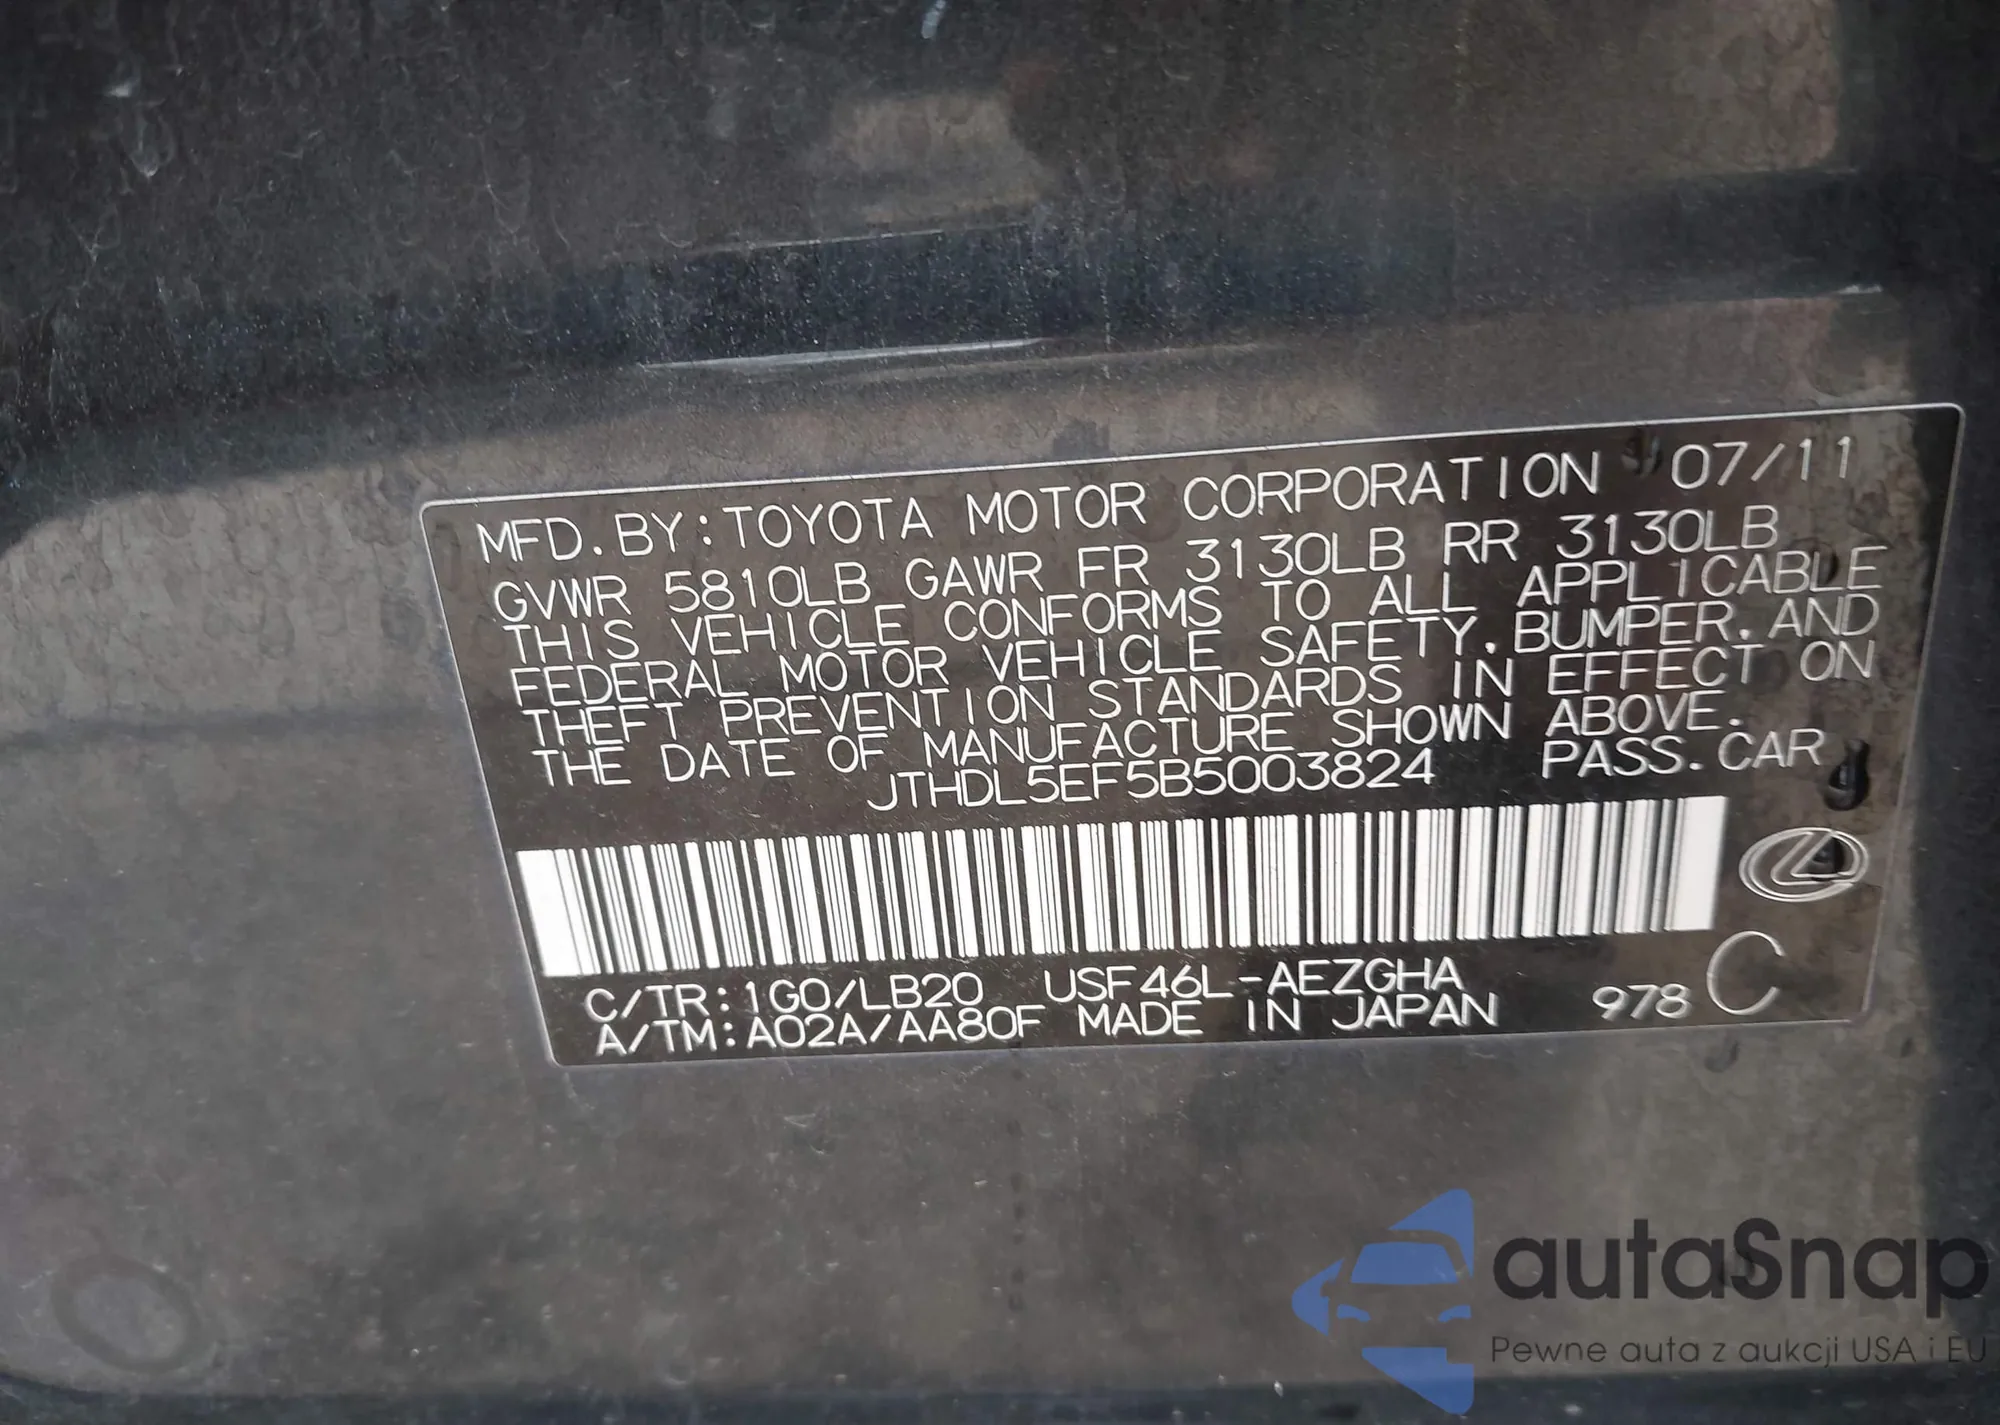 MFD. BY: TOYOTA MOTOR CORPORATION 07/11
GVWR 5810LB GAWR FR 3130LB RR 3130LB
THIS VEHICLE CONFORMS TO ALL APPLICABLE
FEDERAL MOTOR VEHICLE SAFETY, BUMPER, AND
THEFT PREVENTION STANDARDS IN EFFECT ON
THE DATE OF MANUFACTURE SHOWN ABOVE.
JTHDL5EF5B5003824 PASS. CAR
C/TR: 1G0/LB20 USF46L-AEZGHA
A/TM: A02A/AA80F MADE IN JAPAN 978 C
autaSnap
Pewne auta z aukcji USA i EU